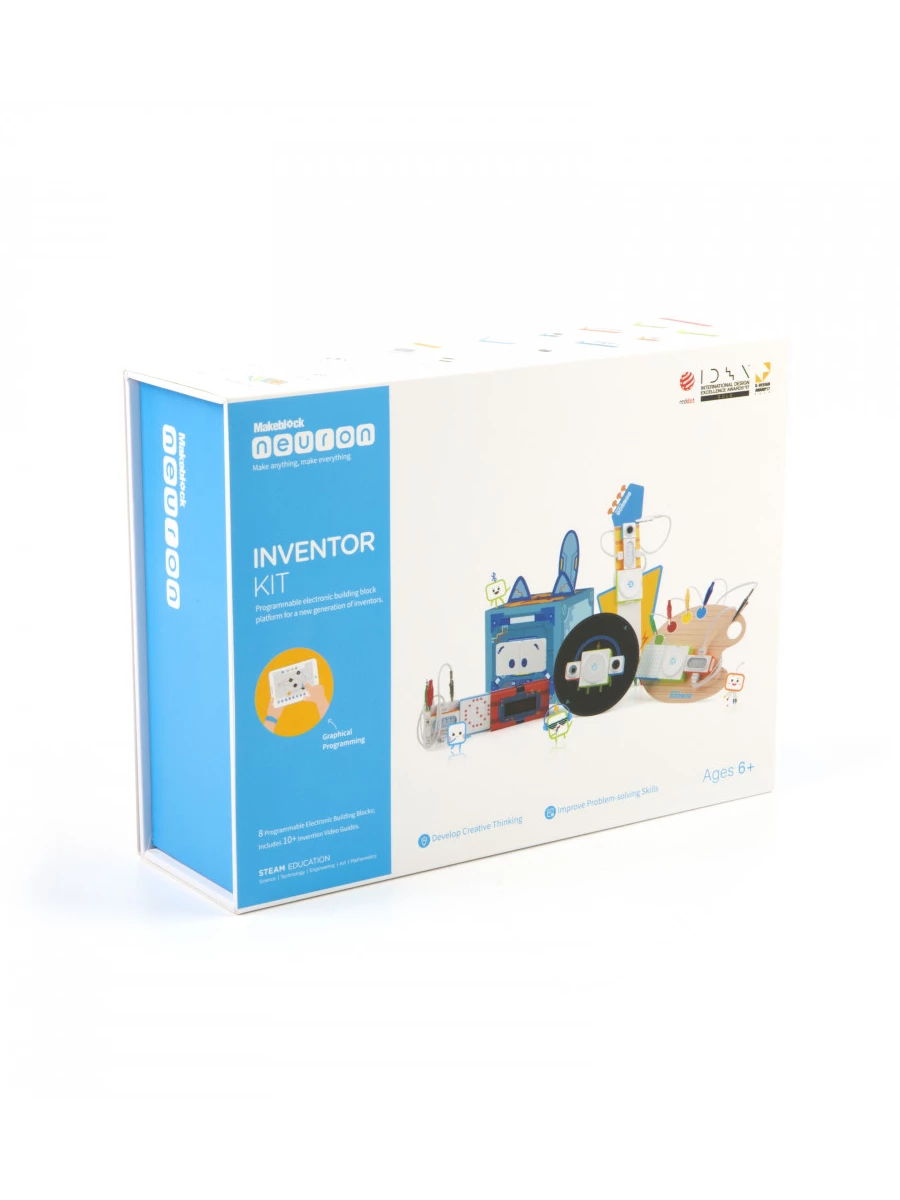 Makeblock
neuron
Makeblock
neuron
Make anything, make everything.
INVENTOR
KIT
Programmable electronic building block
platform for a new generation of inventors.
Graphical
Programming
8 Programmable Electronic Building Blocks.
Includes 10+ Invention Video Guides.
STEAM EDUCATION
Science | Technology | Engineering | Art | Mathematics
reddot
INTERNATIONAL DESIGN
EXCELLENCE AWARDS'17
Ages 6+
Develop Creative Thinking
Improve Problem-solving Skills